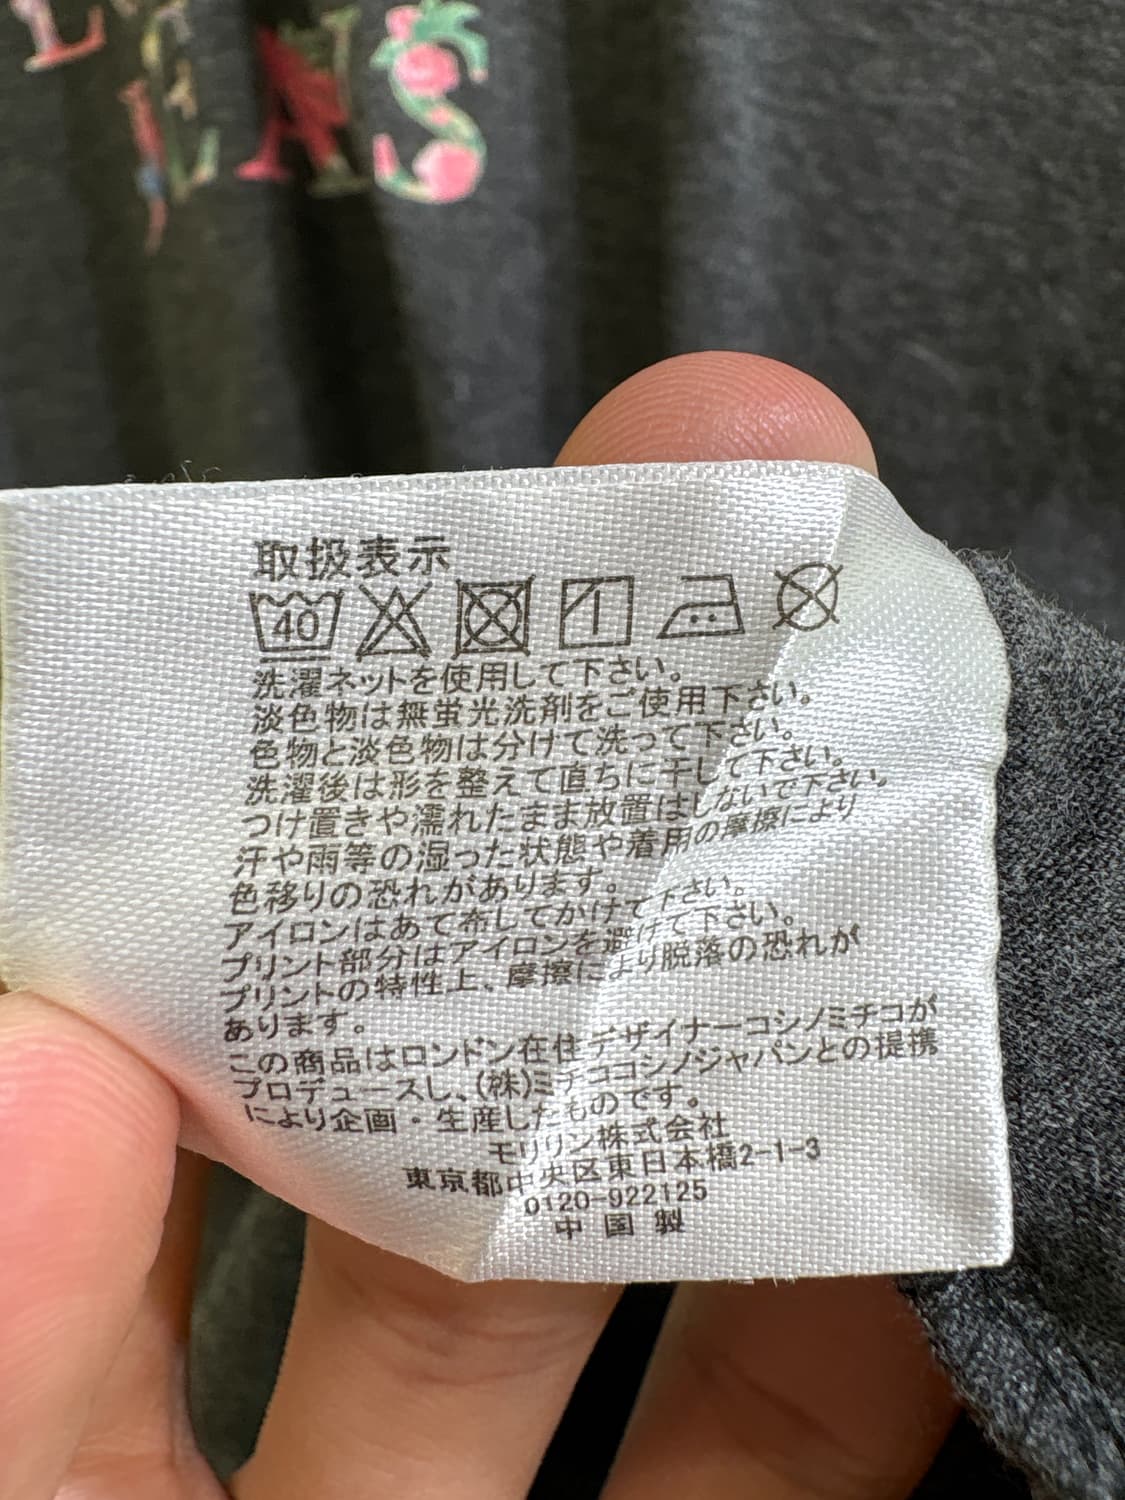 L
EANS
取扱表示
40
洗濯ネットを使用して下さい。
淡色物は無蛍光洗剤をご使用下さい。
色物と淡色物は分けて洗って下さい。
洗濯後は形を整えて直ちに干して下さい。
つけ置きや濡れたまま放置はしないで下さい。
汗や雨等の湿った状態や着用の摩擦により
色移りの恐れがあります。
アイロンはあて布してかけて下さい。
プリント部分はアイロンを避けて下さい。
プリントの特性上、摩擦により脱落の恐れが
あります。
この商品はロンドン在住デザイナーコシノミチコが
プロデュースし、(株)ミチココシノジャパンとの提携
により企画・生産したものです。
モリリン株式会社
東京都中央区東日本橋2-1-3
0120-922125
中国製